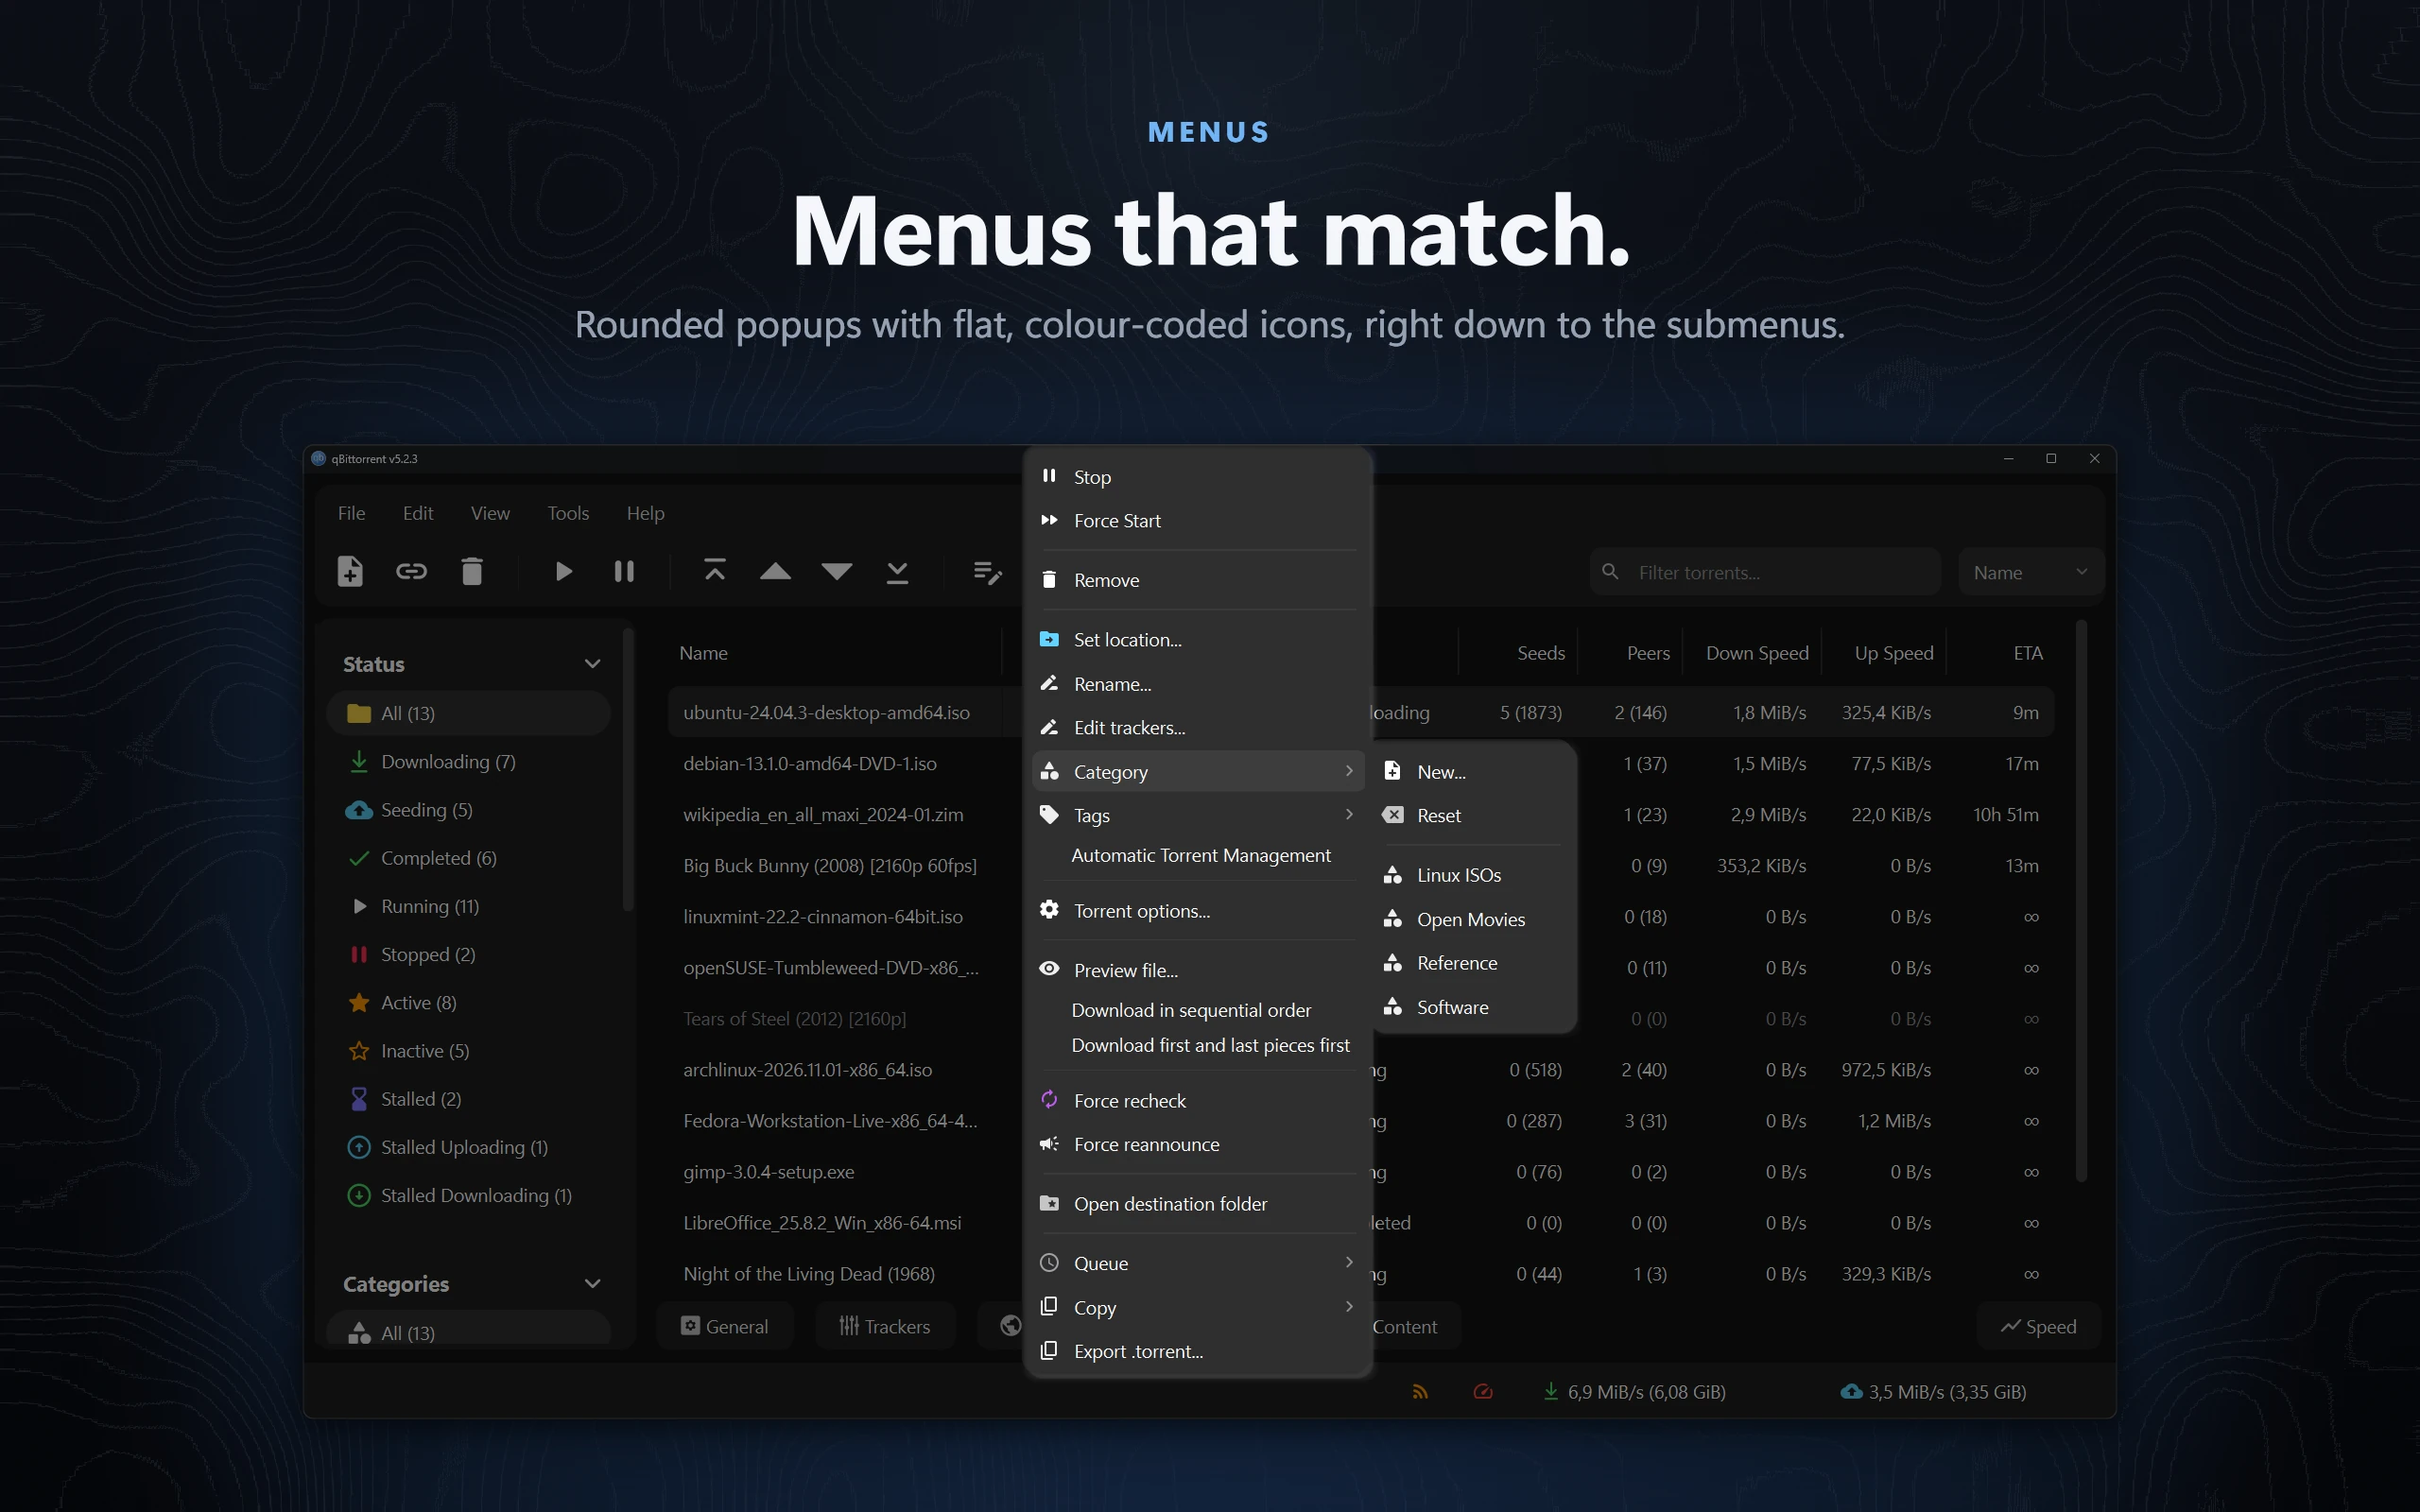 MENUS
Menus that match.
Rounded popups with flat, colour-coded icons, right down to the submenus.
qBittorrent v5.2.3
File Edit View Tools Help
Filter torrents...
Name
Status
All (13)
Downloading (7)
Seeding (5)
Completed (6)
Running (11)
Stopped (2)
Active (8)
Inactive (5)
Stalled (2)
Stalled Uploading (1)
Stalled Downloading (1)
Categories
All (13)
Name Seeds Peers Down Speed Up Speed ETA
ubuntu-24.04.3-desktop-amd64.iso loading 5 (1873) 2 (146) 1,8 MiB/s 325,4 KiB/s 9m
debian-13.1.0-amd64-DVD-1.iso 1 (37) 1,5 MiB/s 77,5 KiB/s 17m
wikipedia_en_all_maxi_2024-01.zim 1 (23) 2,9 MiB/s 22,0 KiB/s 10h 51m
Big Buck Bunny (2008) [2160p 60fps] 0 (9) 353,2 KiB/s 0 B/s 13m
linuxmint-22.2-cinnamon-64bit.iso 0 (18) 0 B/s 0 B/s ∞
openSUSE-Tumbleweed-DVD-x86_... 0 (11) 0 B/s 0 B/s ∞
Tears of Steel (2012) [2160p] 0 (0) 0 B/s 0 B/s ∞
archlinux-2026.11.01-x86_64.iso ng 0 (518) 2 (40) 0 B/s 972,5 KiB/s ∞
Fedora-Workstation-Live-x86_64-4... ng 0 (287) 3 (31) 0 B/s 1,2 MiB/s ∞
gimp-3.0.4-setup.exe ng 0 (76) 0 (2) 0 B/s 0 B/s ∞
LibreOffice_25.8.2_Win_x86-64.msi leted 0 (0) 0 (0) 0 B/s 0 B/s ∞
Night of the Living Dead (1968) ng 0 (44) 1 (3) 0 B/s 329,3 KiB/s ∞
Stop
Force Start
Remove
Set location...
Rename...
Edit trackers...
Category
Tags
Automatic Torrent Management
Torrent options...
Preview file...
Download in sequential order
Download first and last pieces first
Force recheck
Force reannounce
Open destination folder
Queue
Copy
Export .torrent...
New...
Reset
Linux ISOs
Open Movies
Reference
Software
General Trackers Content Speed
6,9 MiB/s (6,08 GiB) 3,5 MiB/s (3,35 GiB)